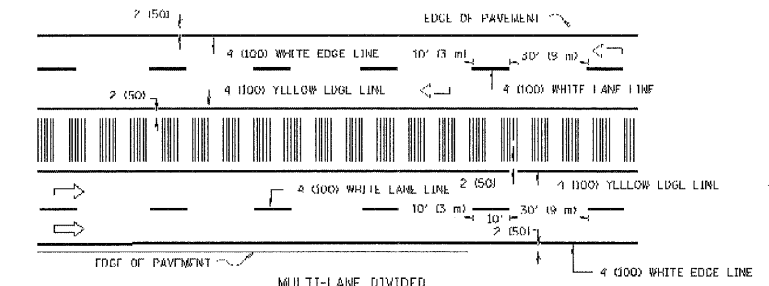 2 (50)
EDGE OF PAVEMENT
4 (100) WHITE EDGE LINE
10' (3 m)
30' (9 m)
2 (50)
4 (100) YELLOW EDGE LINE
4 (100) WHITE LANE LINE
4 (100) WHITE LANE LINE
2 (50)
4 (100) YELLOW EDGE LINE
10' (3 m)
30' (9 m)
10'
2 (50)
EDGE OF PAVEMENT
4 (100) WHITE EDGE LINE
MULTI-LANE DIVIDED